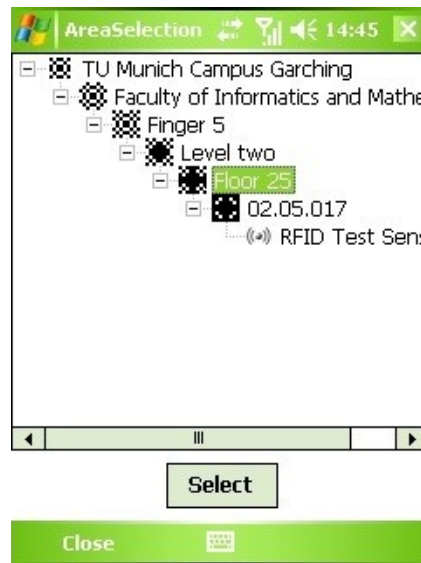 AreaSelection 14:45
TU Munich Campus Garching
Faculty of Informatics and Mathe
Finger 5
Level two
Floor 25
02.05.017
RFID Test Sens
Select
Close